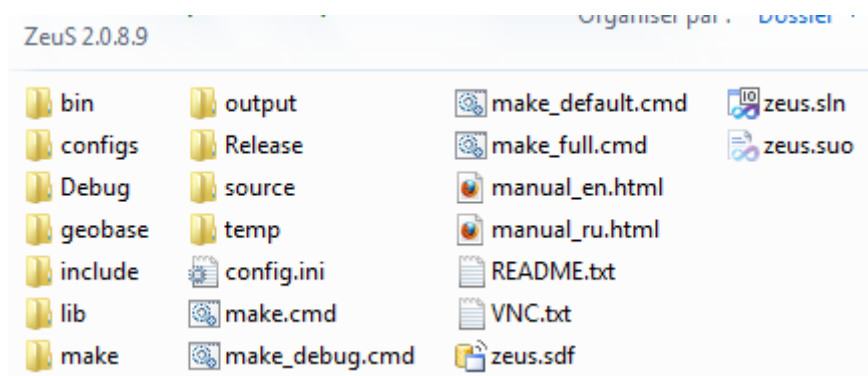 Organiser par : Dossier
ZeuS 2.0.8.9
bin output make_default.cmd zeus.sln
configs Release make_full.cmd zeus.suo
Debug source manual_en.html
geobase temp manual_ru.html
include config.ini README.txt
lib make.cmd VNC.txt
make make_debug.cmd zeus.sdf